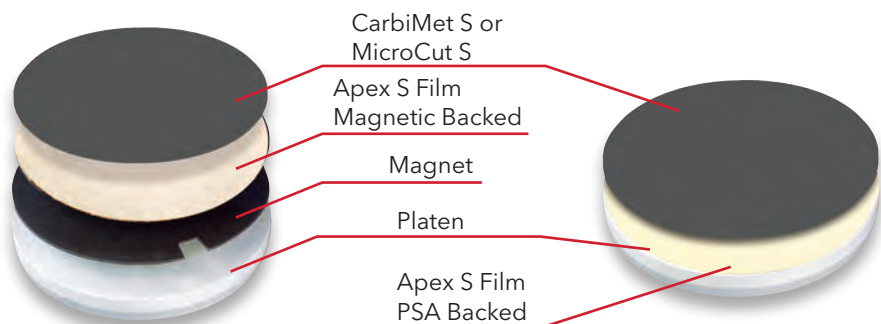 CarbiMet S or
MicroCut S
Apex S Film
Magnetic Backed
Magnet
Platen
Apex S Film
PSA Backed